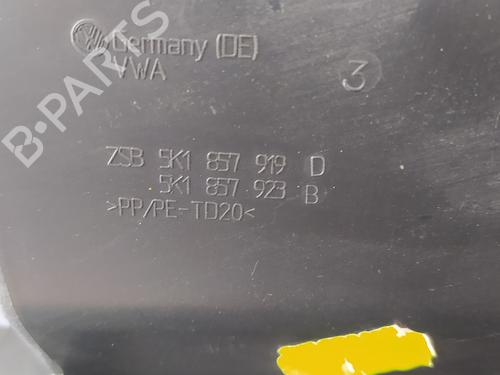 Germany (DE)
VWA
3
ZSB 5K1 857 919 D
5K1 857 923 B
>PP/PE-TD20<
B-PARTS